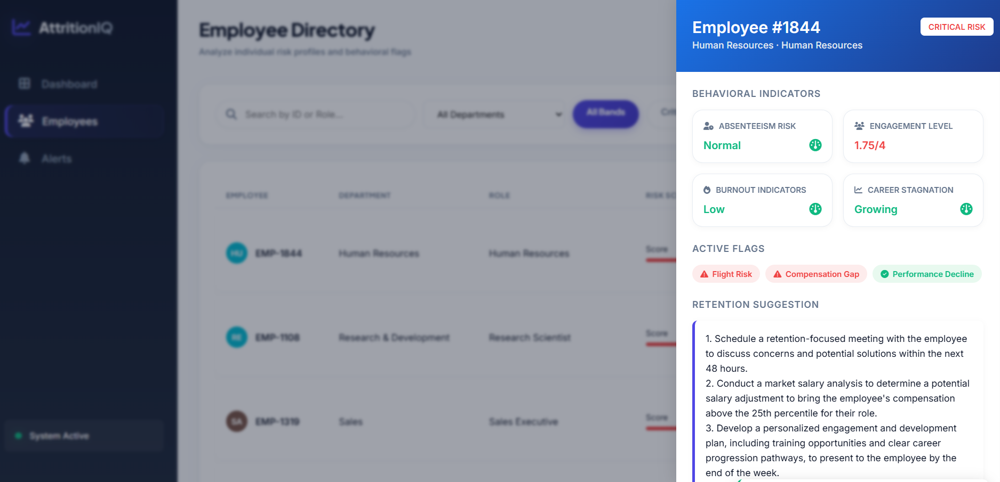 AttritionIQ
Dashboard
Employees
Alerts
System Active
Employee Directory
Analyze individual risk profiles and behavioral flags
Search by ID or Role...
All Departments
All Bands
EMPLOYEE DEPARTMENT ROLE
HU EMP-1844 Human Resources Human Resources Score
RE EMP-1108 Research & Development Research Scientist Score
SA EMP-1319 Sales Sales Executive Score
Employee #1844
CRITICAL RISK
Human Resources · Human Resources
BEHAVIORAL INDICATORS
ABSENTEEISM RISK
Normal
ENGAGEMENT LEVEL
1.75/4
BURNOUT INDICATORS
Low
CAREER STAGNATION
Growing
ACTIVE FLAGS
Flight Risk
Compensation Gap
Performance Decline
RETENTION SUGGESTION
1. Schedule a retention-focused meeting with the employee
to discuss concerns and potential solutions within the next
48 hours.
2. Conduct a market salary analysis to determine a potential
salary adjustment to bring the employee's compensation
above the 25th percentile for their role.
3. Develop a personalized engagement and development
plan, including training opportunities and clear career
progression pathways, to present to the employee by the
end of the week.